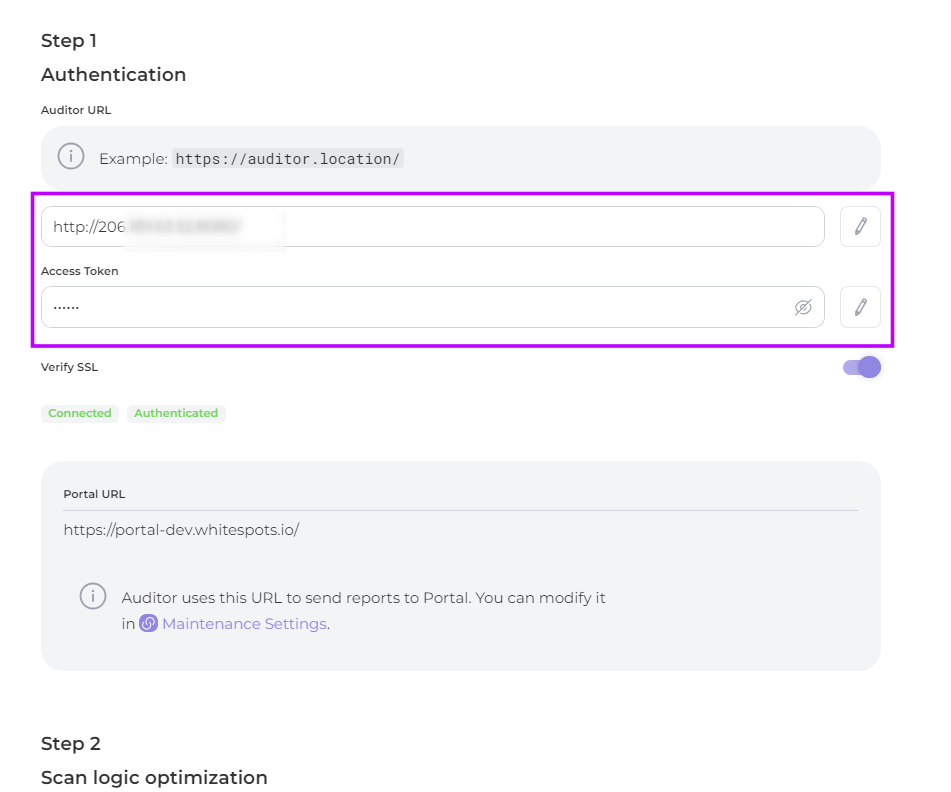 Step 1
Authentication
Auditor URL
Example: https://auditor.location/
http://206.
Access Token
······
Verify SSL
Connected Authenticated
Portal URL
https://portal-dev.whitespots.io/
Auditor uses this URL to send reports to Portal. You can modify it
in Maintenance Settings.
Step 2
Scan logic optimization